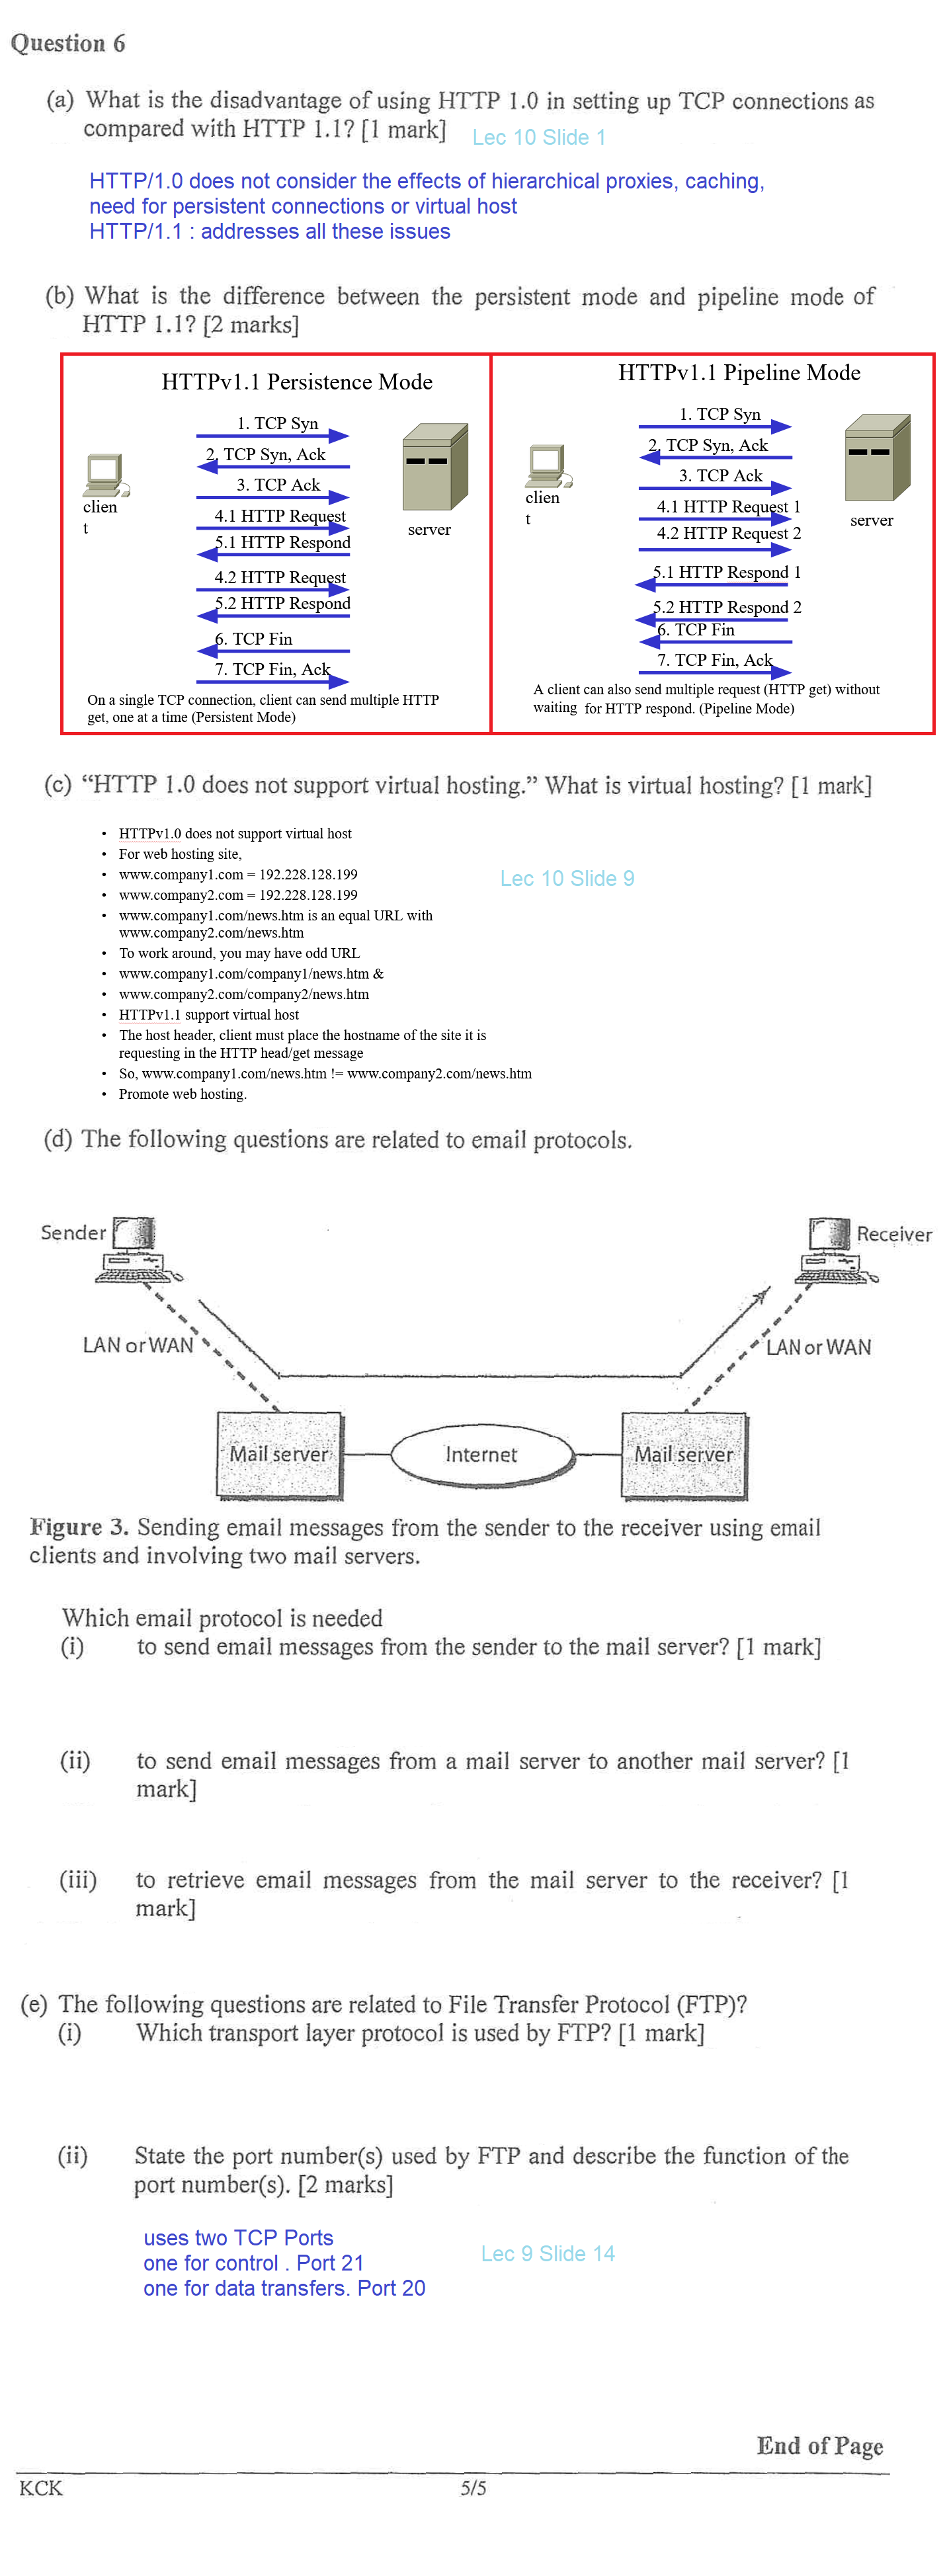 Question 6
(a) What is the disadvantage of using HTTP 1.0 in setting up TCP connections as
compared with HTTP 1.1? [1 mark]
Lec 10 Slide 1
HTTP/1.0 does not consider the effects of hierarchical proxies, caching,
need for persistent connections or virtual host
HTTP/1.1 : addresses all these issues
(b) What is the difference between the persistent mode and pipeline mode of
HTTP 1.1? [2 marks]
HTTPv1.1 Persistence Mode
1. TCP Syn
2. TCP Syn, Ack
3. TCP Ack
clien
t
4.1 HTTP Request
server
5.1 HTTP Respond
4.2 HTTP Request
5.2 HTTP Respond
6. TCP Fin
7. TCP Fin, Ack
On a single TCP connection, client can send multiple HTTP
get, one at a time (Persistent Mode)
HTTPv1.1 Pipeline Mode
1. TCP Syn
2. TCP Syn, Ack
3. TCP Ack
clien
t
4.1 HTTP Request 1
server
4.2 HTTP Request 2
5.1 HTTP Respond 1
5.2 HTTP Respond 2
6. TCP Fin
7. TCP Fin, Ack
A client can also send multiple request (HTTP get) without
waiting for HTTP respond. (Pipeline Mode)
(c) “HTTP 1.0 does not support virtual hosting.” What is virtual hosting? [1 mark]
• HTTPv1.0 does not support virtual host
• For web hosting site,
• www.company1.com = 192.228.128.199
Lec 10 Slide 9
• www.company2.com = 192.228.128.199
• www.company1.com/news.htm is an equal URL with
www.company2.com/news.htm
• To work around, you may have odd URL
• www.company1.com/company1/news.htm &
• www.company2.com/company2/news.htm
• HTTPv1.1 support virtual host
• The host header, client must place the hostname of the site it is
requesting in the HTTP head/get message
• So, www.company1.com/news.htm != www.company2.com/news.htm
• Promote web hosting.
(d) The following questions are related to email protocols.
Sender
Receiver
LAN or WAN
LAN or WAN
Mail server
Internet
Mail server
Figure 3. Sending email messages from the sender to the receiver using email
clients and involving two mail servers.
Which email protocol is needed
(i) to send email messages from the sender to the mail server? [1 mark]
(ii) to send email messages from a mail server to another mail server? [1
mark]
(iii) to retrieve email messages from the mail server to the receiver? [1
mark]
(e) The following questions are related to File Transfer Protocol (FTP)?
(i) Which transport layer protocol is used by FTP? [1 mark]
(ii) State the port number(s) used by FTP and describe the function of the
port number(s). [2 marks]
uses two TCP Ports
Lec 9 Slide 14
one for control . Port 21
one for data transfers. Port 20
End of Page
KCK
5/5